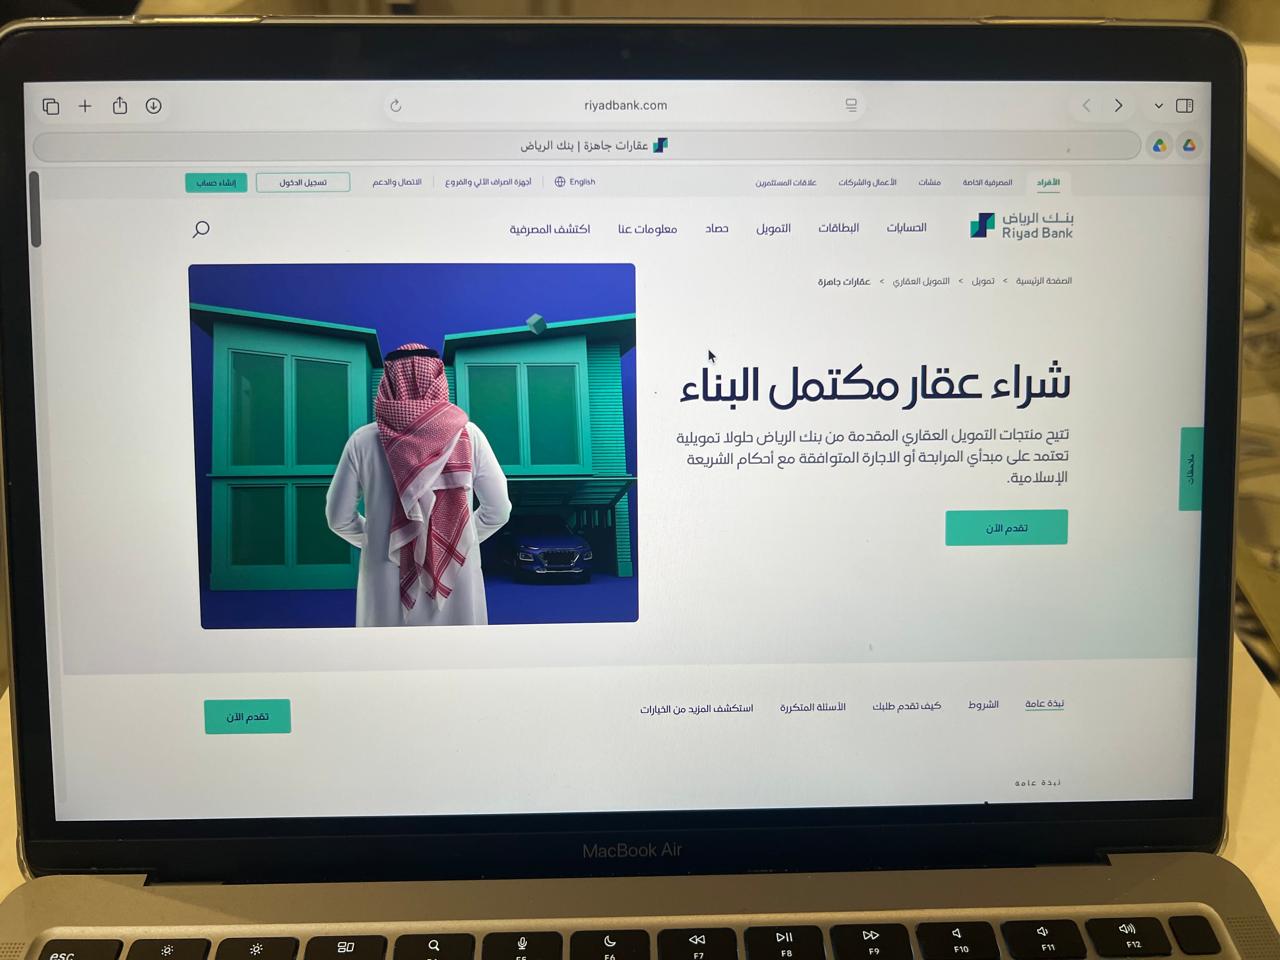 riyadbank.com
عقارات جاهزة | بنك الرياض
الأفراد
المصرفية الخاصة
منشآت
الأعمال والشركات
علاقات المستثمرين
English
أجهزة الصراف الآلي والفروع
الاتصال والدعم
تسجيل الدخول
إنشاء حساب
بنك الرياض
Riyad Bank
الحسابات
البطاقات
التمويل
حصاد
معلومات عنا
اكتشف المصرفية
الصفحة الرئيسية > تمويل > التمويل العقاري > عقارات جاهزة
شراء عقار مكتمل البناء
تتيح منتجات التمويل العقاري المقدمة من بنك الرياض حلولا تمويلية
تعتمد على مبدأي المرابحة أو الاجارة المتوافقة مع أحكام الشريعة
الإسلامية.
تقدم الآن
ملاحظات
نبذة عامة
الشروط
كيف تقدم طلبك
الأسئلة المتكررة
استكشف المزيد من الخيارات
تقدم الآن
نبذة عامة
MacBook Air
esc
F5
F6
F7
F8
F9
F10
F11
F12